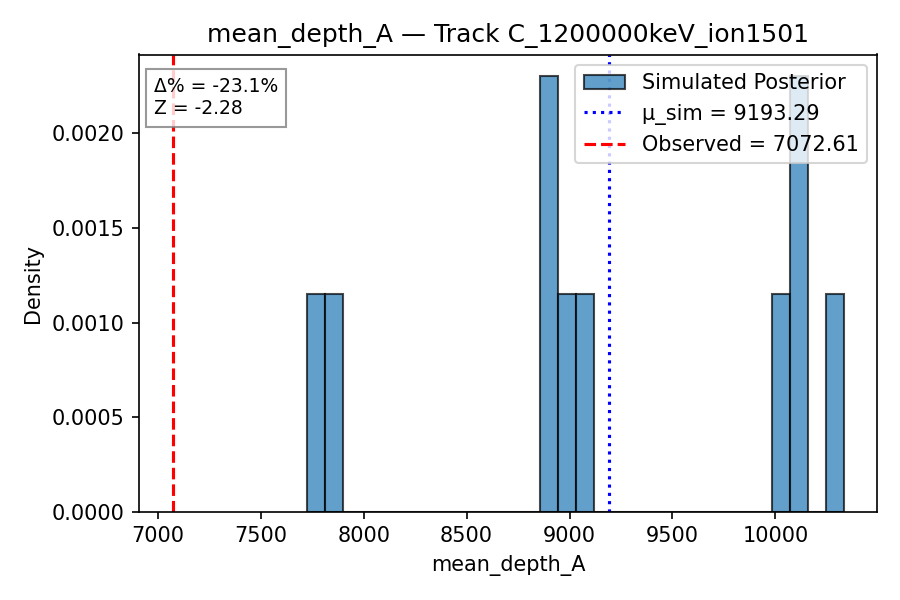 mean_depth_A — Track C_1200000keV_ion1501
Δ% = -23.1%
Z = -2.28
Simulated Posterior
μ_sim = 9193.29
Observed = 7072.61
Density
0.0020
0.0015
0.0010
0.0005
0.0000
7000 7500 8000 8500 9000 9500 10000
mean_depth_A